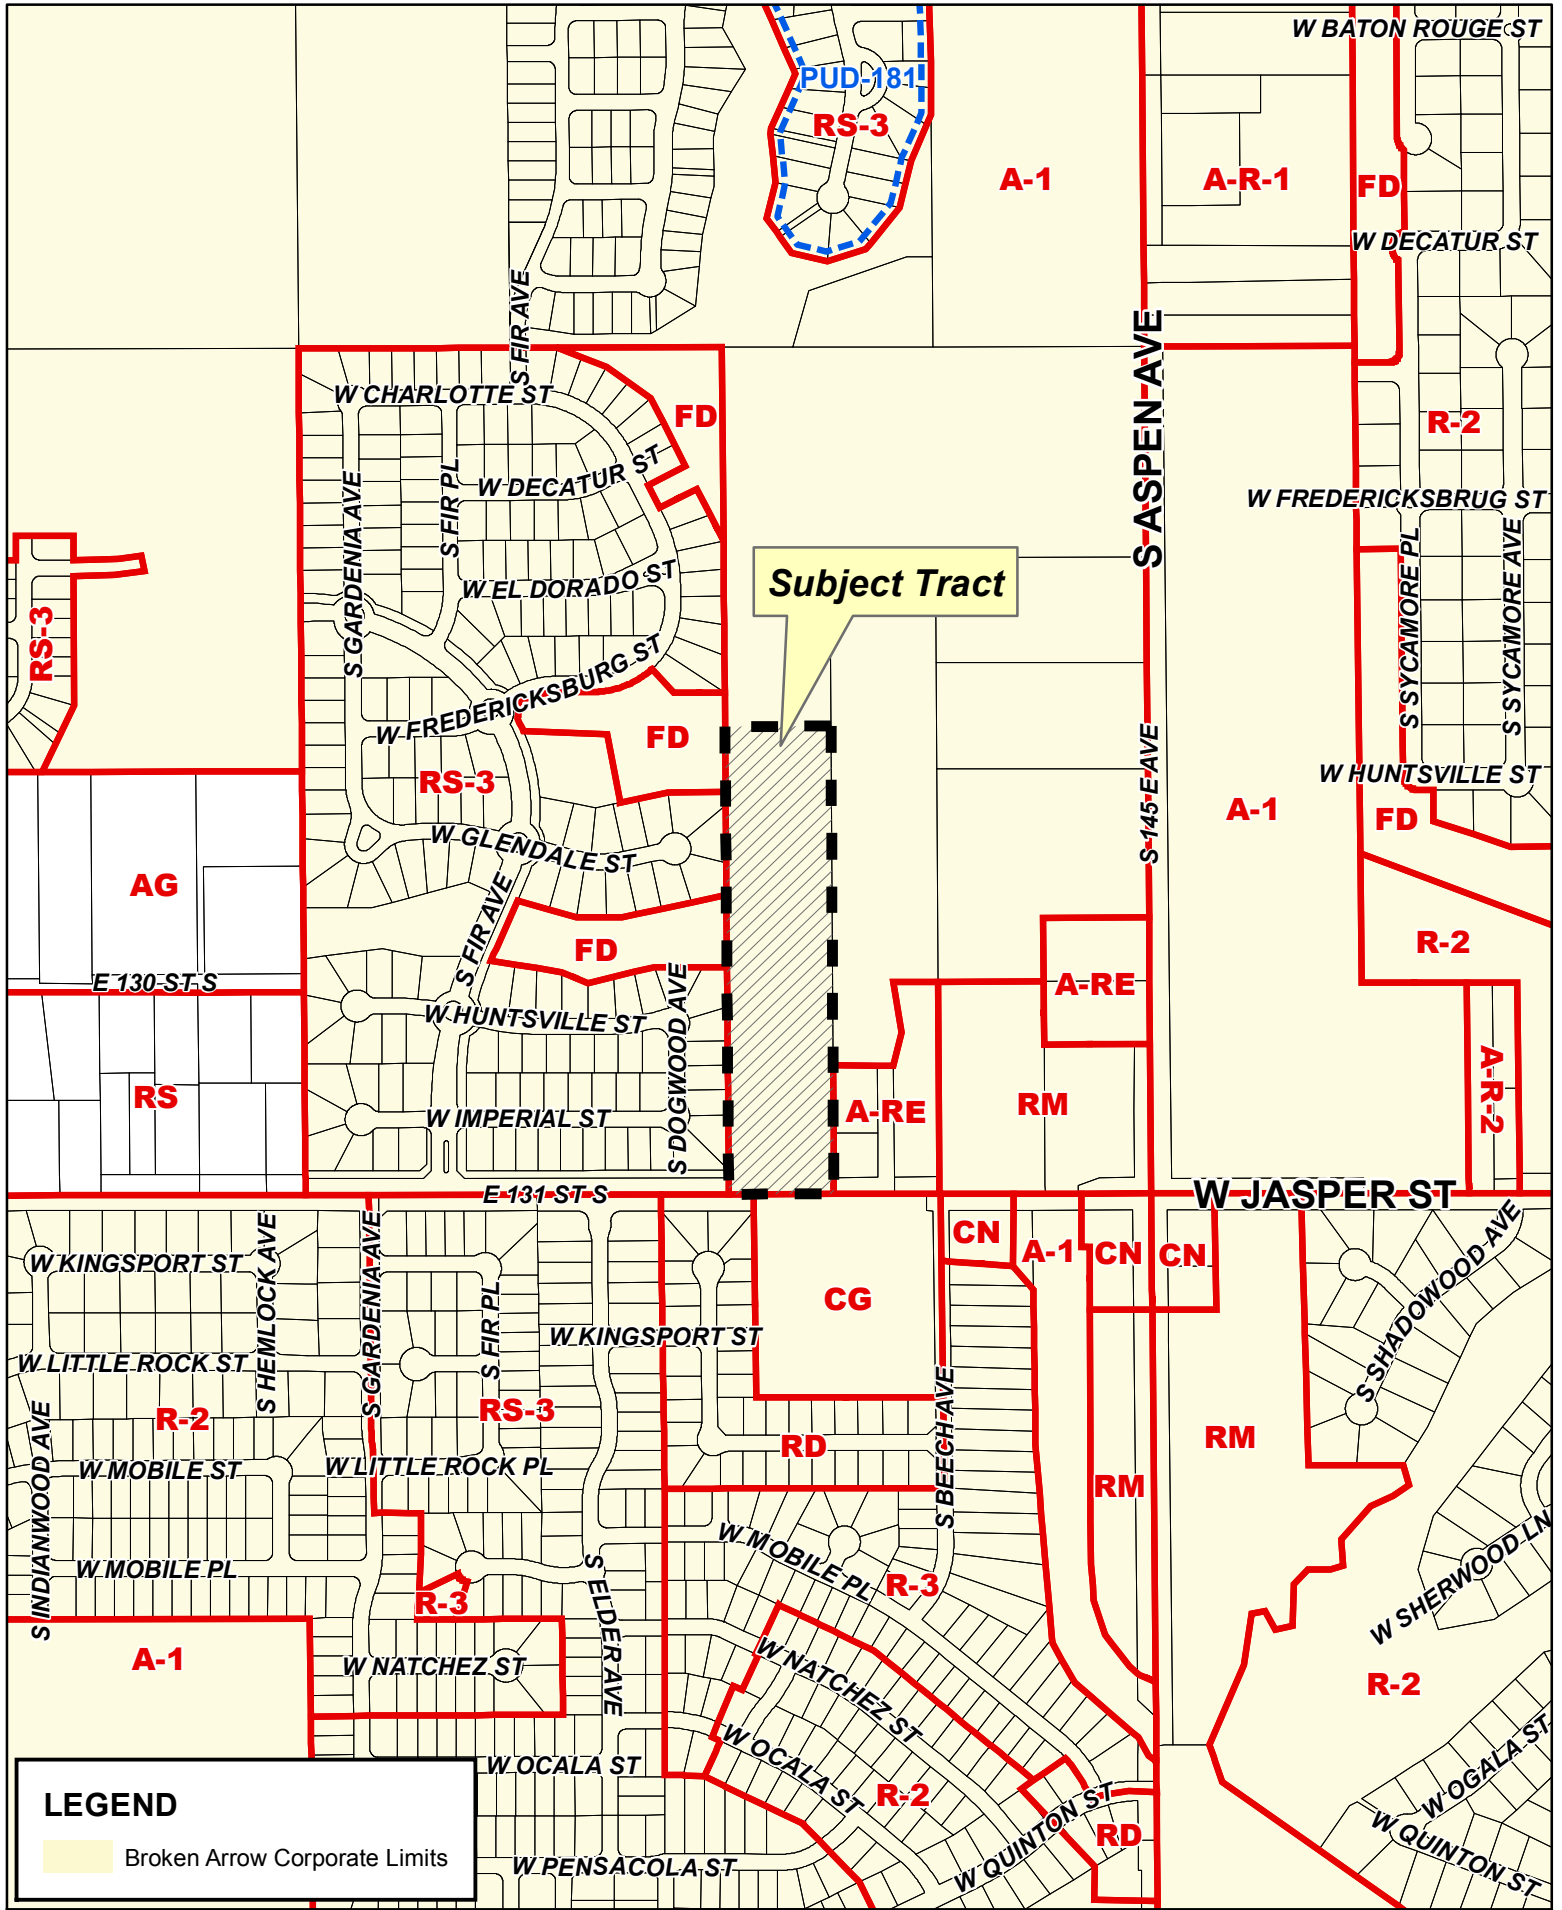 W BATON ROUGE ST
PUD-181
RS-3
A-1
A-R-1
FD
W DECATUR ST
S FIR AVE
S ASPEN AVE
W CHARLOTTE ST
FD
R-2
W DECATUR ST
S FIR PL
S GARDENIA AVE
W FREDERICKSBRUG ST
W EL DORADO ST
Subject Tract
S SYCAMORE PL
S SYCAMORE AVE
RS-3
W FREDERICKSBURG ST
FD
RS-3
W HUNTSVILLE ST
S 145 E AVE
A-1
FD
W GLENDALE ST
AG
S FIR AVE
FD
R-2
E 130 ST S
A-RE
W HUNTSVILLE ST
S DOGWOOD AVE
RS
W IMPERIAL ST
A-RE
RM
A-R-2
E 131 ST S
W JASPER ST
W KINGSPORT ST
S HEMLOCK AVE
S GARDENIA AVE
CN
A-1
CN
CN
S SHADOWOOD AVE
CG
S FIR PL
W KINGSPORT ST
W LITTLE ROCK ST
R-2
RS-3
S BEECH AVE
RD
RM
S INDIANWOOD AVE
W MOBILE ST
W LITTLE ROCK PL
RM
W MOBILE PL
W MOBILE PL
R-3
R-3
S ELDER AVE
W SHERWOOD LN
A-1
W NATCHEZ ST
W NATCHEZ ST
R-2
W OCALA ST
W OCALA ST
R-2
W OGALA ST
W QUINTON ST
RD
W QUINTON ST
W PENSACOLA ST
LEGEND
Broken Arrow Corporate Limits